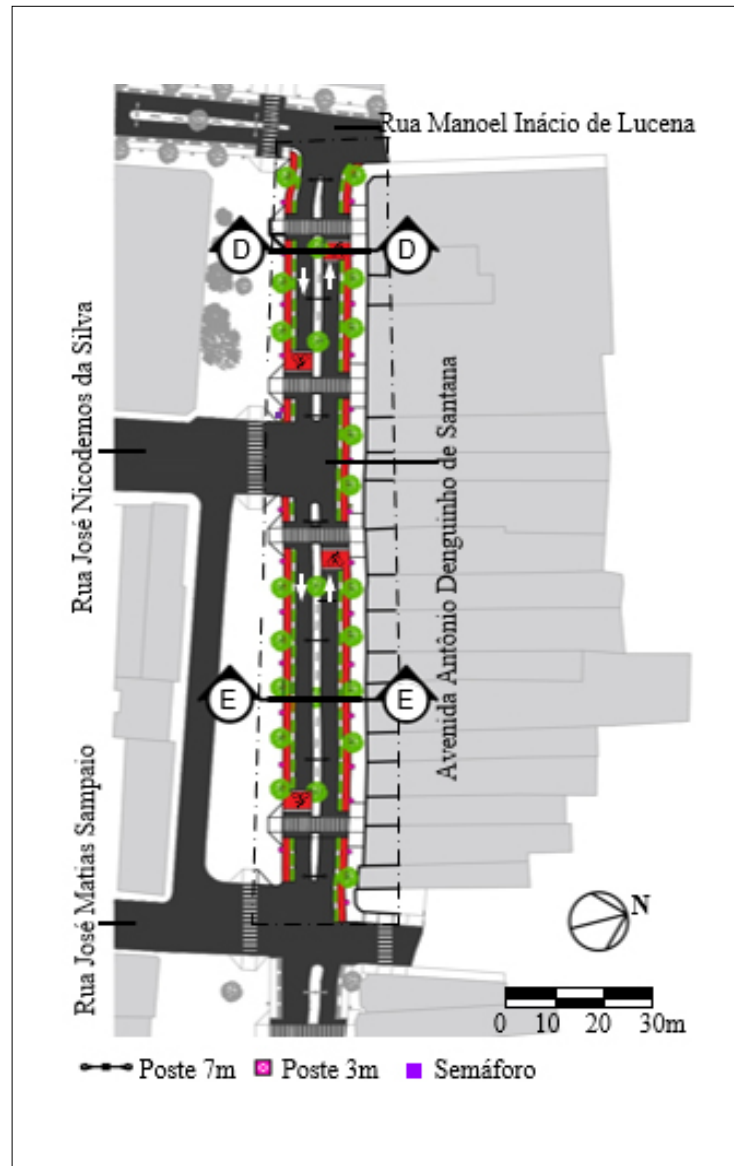 Rua Manoel Inácio de Lucena
D
D
Rua José Nicodemos da Silva
Avenida Antônio Denguinho de Santana
E
E
Rua José Matias Sampaio
N
0 10 20 30m
Poste 7m Poste 3m Semáforo